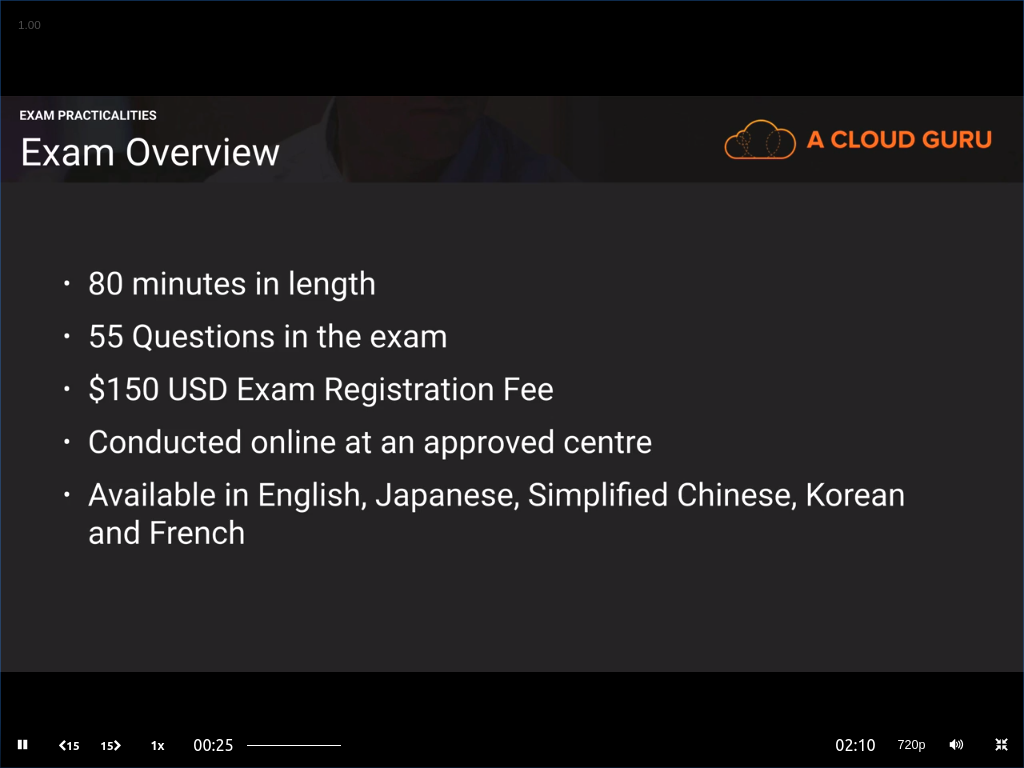 1.00
EXAM PRACTICALITIES
Exam Overview
A CLOUD GURU
· 80 minutes in length
· 55 Questions in the exam
· $150 USD Exam Registration Fee
· Conducted online at an approved centre
· Available in English, Japanese, Simplified Chinese, Korean
and French
15 15 1x 00:25 02:10 720p